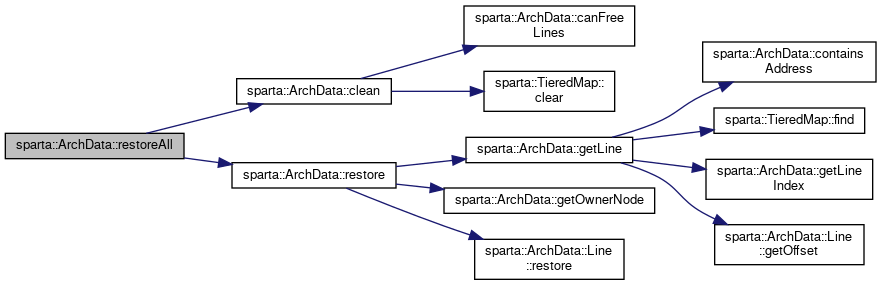 sparta::ArchData::restoreAll
sparta::ArchData::clean
sparta::ArchData::restore
sparta::ArchData::canFree
Lines
sparta::TieredMap::
clear
sparta::ArchData::getLine
sparta::ArchData::getOwnerNode
sparta::ArchData::Line
::restore
sparta::ArchData::contains
Address
sparta::TieredMap::find
sparta::ArchData::getLine
Index
sparta::ArchData::Line
::getOffset